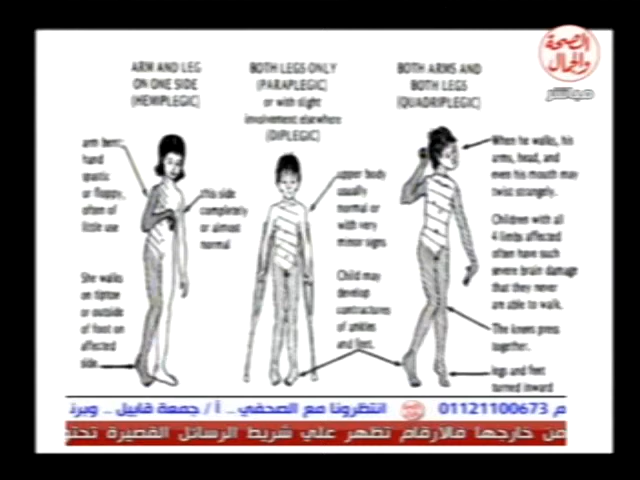 الصحة
والجمال
مباشر
ARM AND LEG
ON ONE SIDE
(HEMIPLEGIC)
BOTH LEGS ONLY
(PARAPLEGIC)
or with slight
involvement elsewhere
(DIPLEGIC)
BOTH ARMS AND
BOTH LEGS
(QUADRIPLEGIC)
arm bent;
hand
spastic
or floppy,
often of
little use
this side
completely
or almost
normal
She walks
on tiptoe
or outside
of foot on
affected
side.
upper body
usually
normal or
with very
minor signs
Child may
develop
contractures
of ankles
and feet.
When he walks, his
arms, head, and
even his mouth may
twist strangely.
Children with all
4 limbs affected
often have such
severe brain damage
that they never
are able to walk.
The knees press
together.
legs and feet
turned inward
م 01121100673 انتظرونا مع الصحفي .. أ / جمعة قابيل .. وبرن
من خارجها فالارقام تظهر علي شريط الرسائل القصيرة تحت